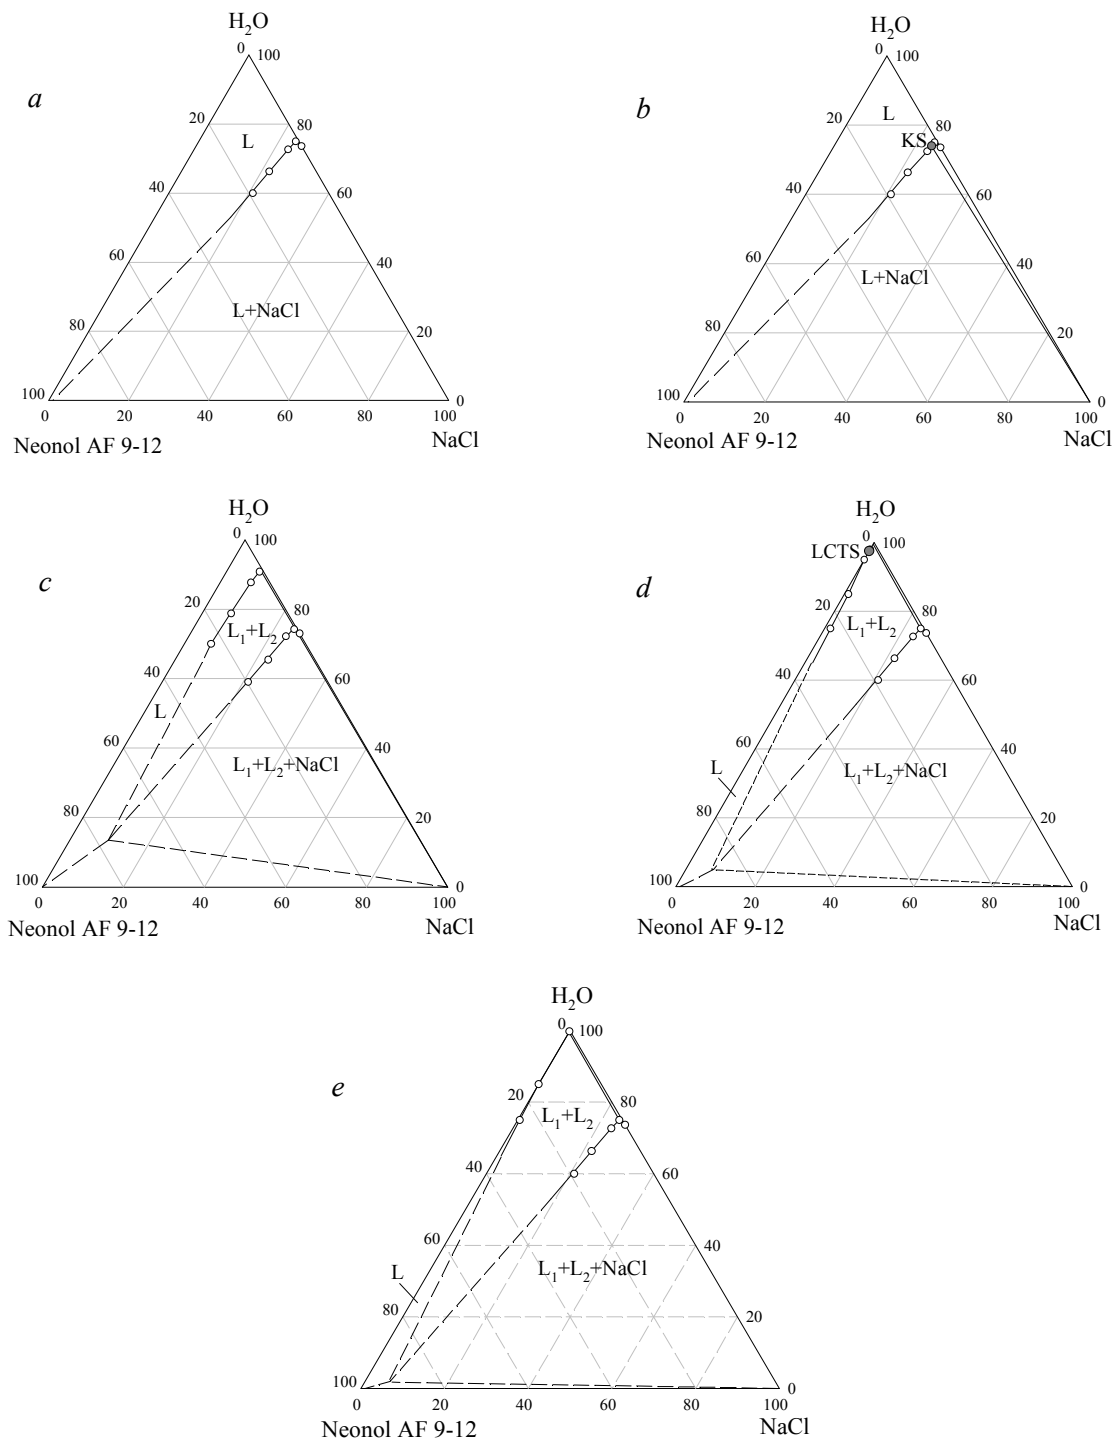 a
H₂O
0 100
20 80
L
40 60
60 40
L+NaCl
80 20
100 0
0 20 40 60 80 100
Neonol AF 9-12 NaCl
b
H₂O
0 100
20 L 80
KS
40 60
60 40
L+NaCl
80 20
100 0
0 20 40 60 80 100
Neonol AF 9-12 NaCl
c
H₂O
0 100
20 80
L₁+L₂
40 60
L
60 40
L₁+L₂+NaCl
80 20
100 0
0 20 40 60 80 100
Neonol AF 9-12 NaCl
d
H₂O
0 100
LCTS
20 80
L₁+L₂
40 60
60 40
L L₁+L₂+NaCl
80 20
100 0
0 20 40 60 80 100
Neonol AF 9-12 NaCl
e
H₂O
0 100
20 80
L₁+L₂
40 60
60 40
L L₁+L₂+NaCl
80 20
100 0
0 20 40 60 80 100
Neonol AF 9-12 NaCl